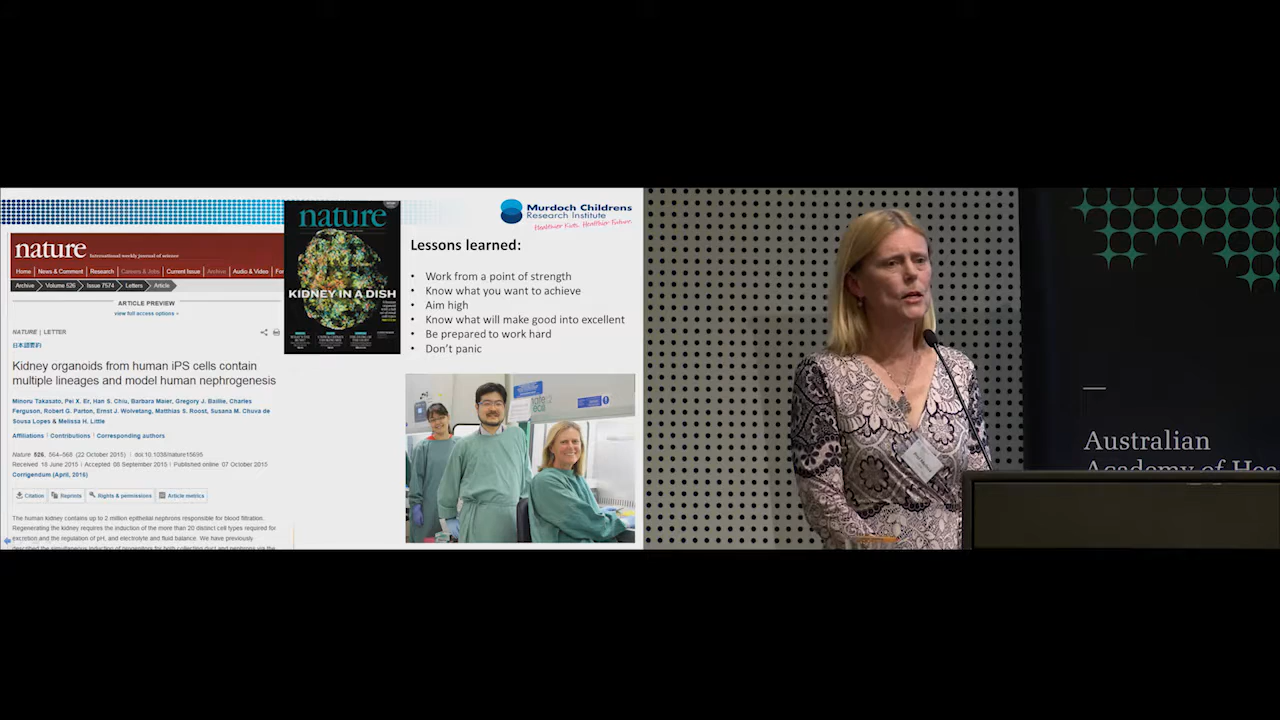 nature
International weekly journal of science
Home News & Comment Research Careers & Jobs Current Issue Archive Audio & Video
Archive Volume 526 Issue 7574 Letters Article
ARTICLE PREVIEW
view full access options
NATURE | LETTER
日本語要約
Kidney organoids from human iPS cells contain
multiple lineages and model human nephrogenesis
Minoru Takasato, Pei X. Er, Han S. Chiu, Barbara Maier, Gregory J. Baillie, Charles
Ferguson, Robert G. Parton, Ernst J. Wolvetang, Matthias S. Roost, Susana M. Chuva de
Sousa Lopes & Melissa H. Little
Affiliations Contributions Corresponding authors
Nature 526, 564–568 (22 October 2015) doi:10.1038/nature15695
Received 18 June 2015 Accepted 08 September 2015 Published online 07 October 2015
Corrigendum (April, 2016)
Citation Reprints Rights & permissions Article metrics
The human kidney contains up to 2 million epithelial nephrons responsible for blood filtration.
Regenerating the kidney requires the induction of the more than 20 distinct cell types required for
excretion and the regulation of pH, and electrolyte and fluid balance. We have previously
nature
KIDNEY IN A DISH
Murdoch Childrens
Research Institute
Healthier Kids. Healthier Future.
Lessons learned:
• Work from a point of strength
• Know what you want to achieve
• Aim high
• Know what will make good into excellent
• Be prepared to work hard
• Don't panic
Australian
Academy of He